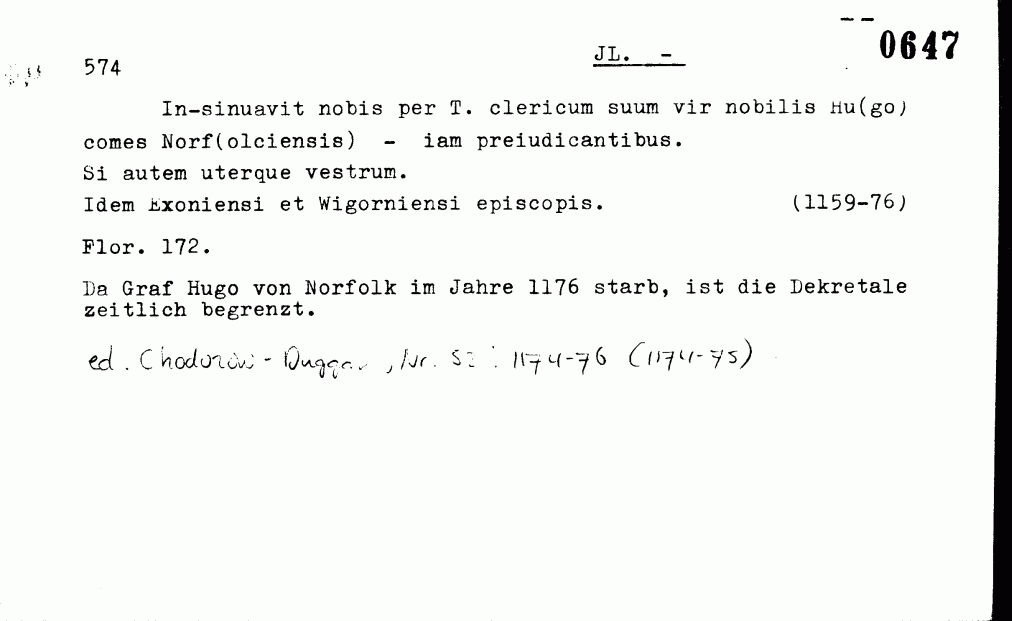 0647
574 JL. -
In-sinuavit nobis per T. clericum suum vir nobilis Hu(go)
comes Norf(olciensis) - iam preiudicantibus.
Si autem uterque vestrum.
Idem Exoniensi et Wigorniensi episcopis. (1159-76)
Flor. 172.
Da Graf Hugo von Norfolk im Jahre 1176 starb, ist die Dekretale
zeitlich begrenzt.
ed. Chodorow - Duggan, Nr. : 1174-76 (1174-75)